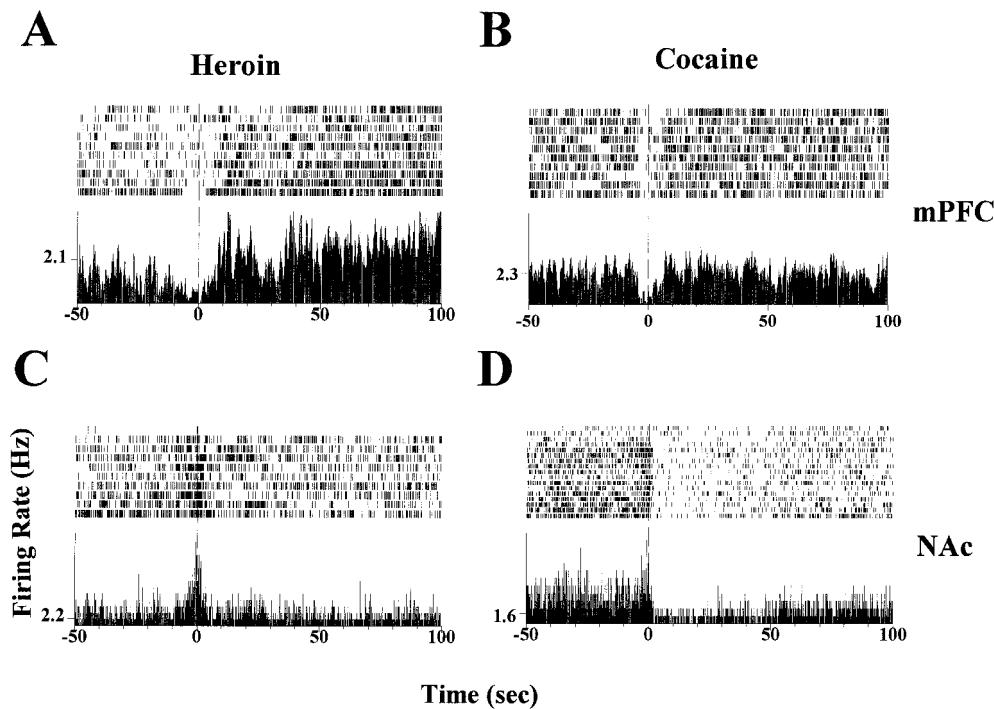 A
Heroin
2.1
-50 0 50 100
B
Cocaine
2.3
-50 0 50 100
mPFC
C
Firing Rate (Hz)
2.2
-50 0 50 100
D
1.6
-50 0 50 100
NAc
Time (sec)